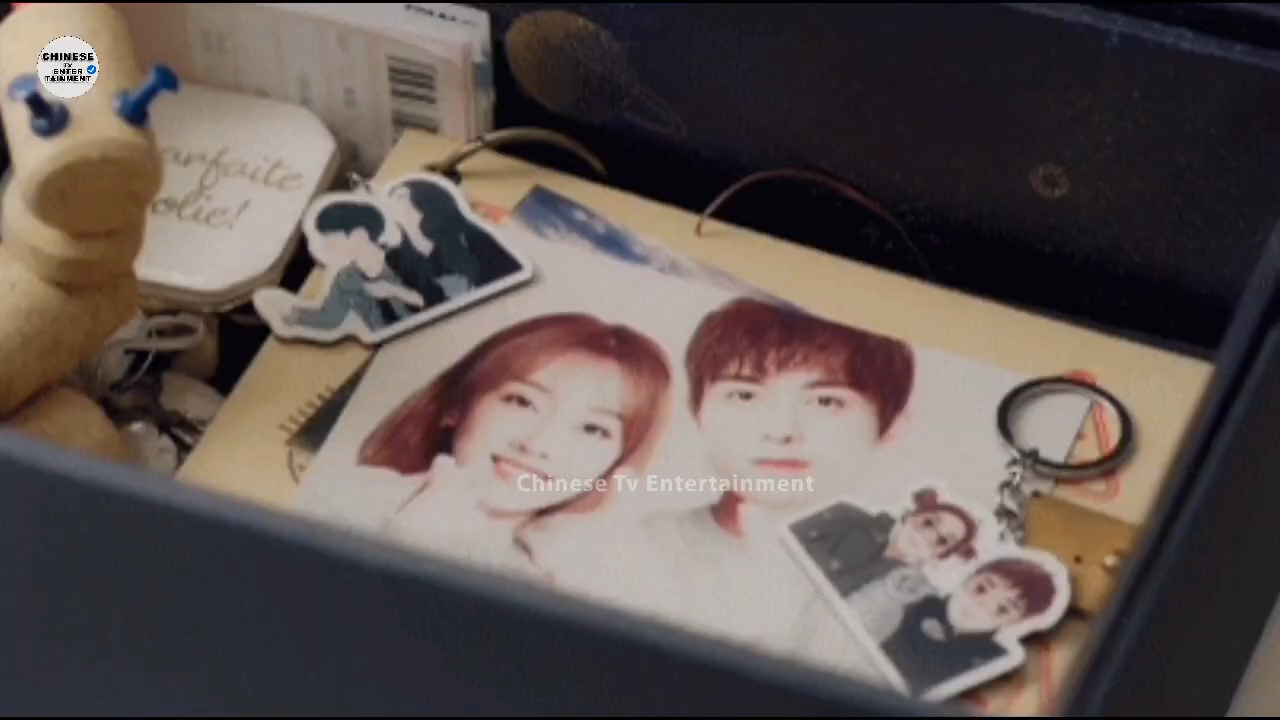 CHINESE
TV
ENTER
TAINMENT
arfaite
olie!
Chinese Tv Entertainment